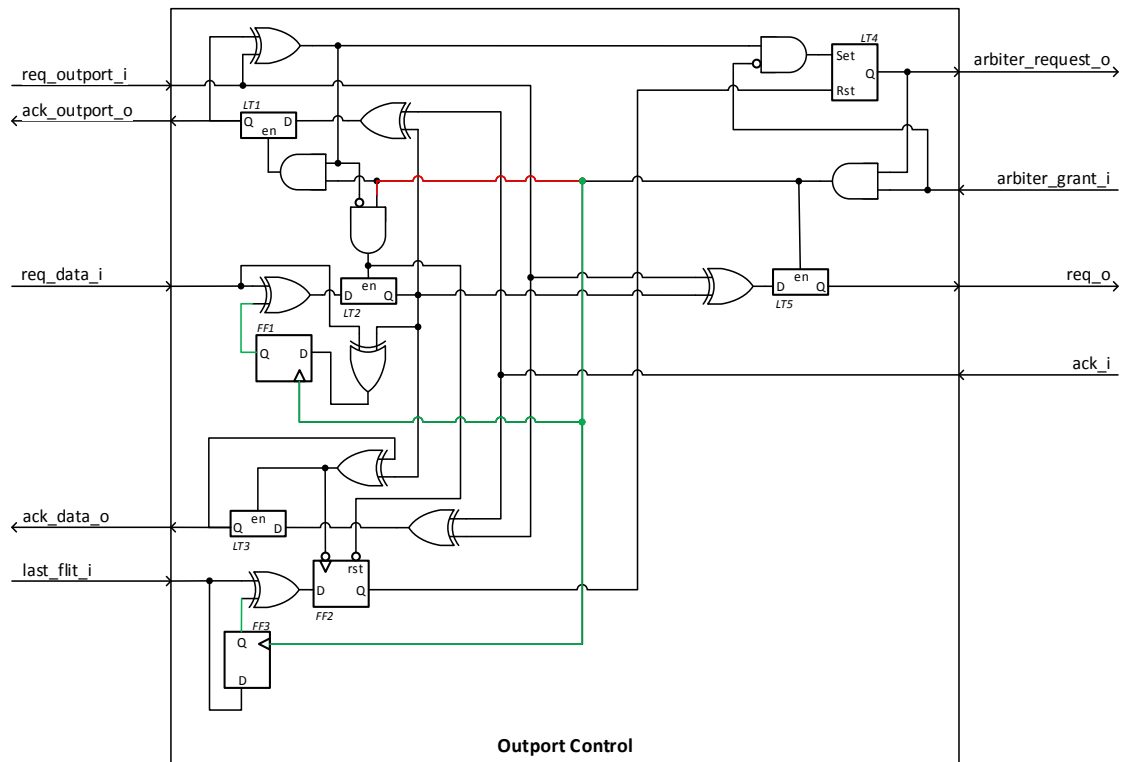 LT4
req_outport_i
Set
Q
arbiter_request_o
Rst
ack_outport_o
LT1
Q
D
en
arbiter_grant_i
req_data_i
D
Q
en
LT2
D
en
Q
LT5
req_o
FF1
Q
D
ack_i
ack_data_o
en
Q
D
LT3
last_flit_i
rst
D
Q
FF2
FF3
Q
D
Outport Control